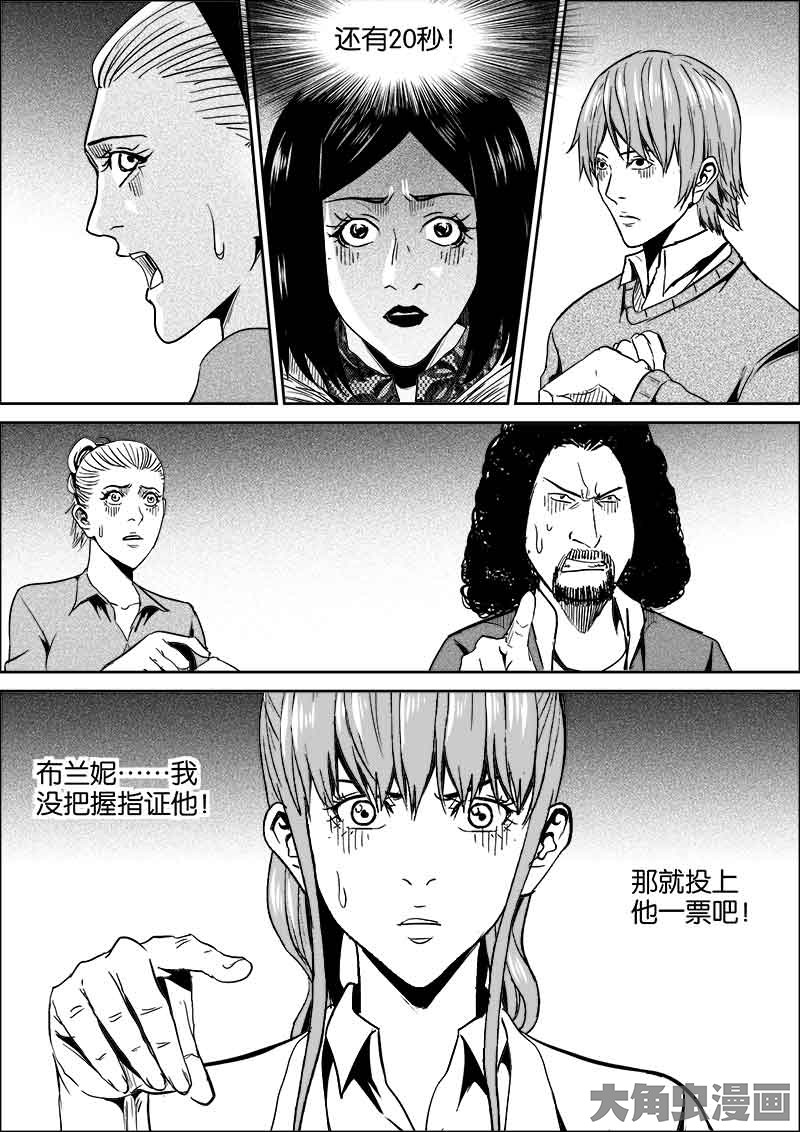 还有20秒！
布兰妮……我
没把握指证他！
那就投上
他一票吧！
大角虫漫画